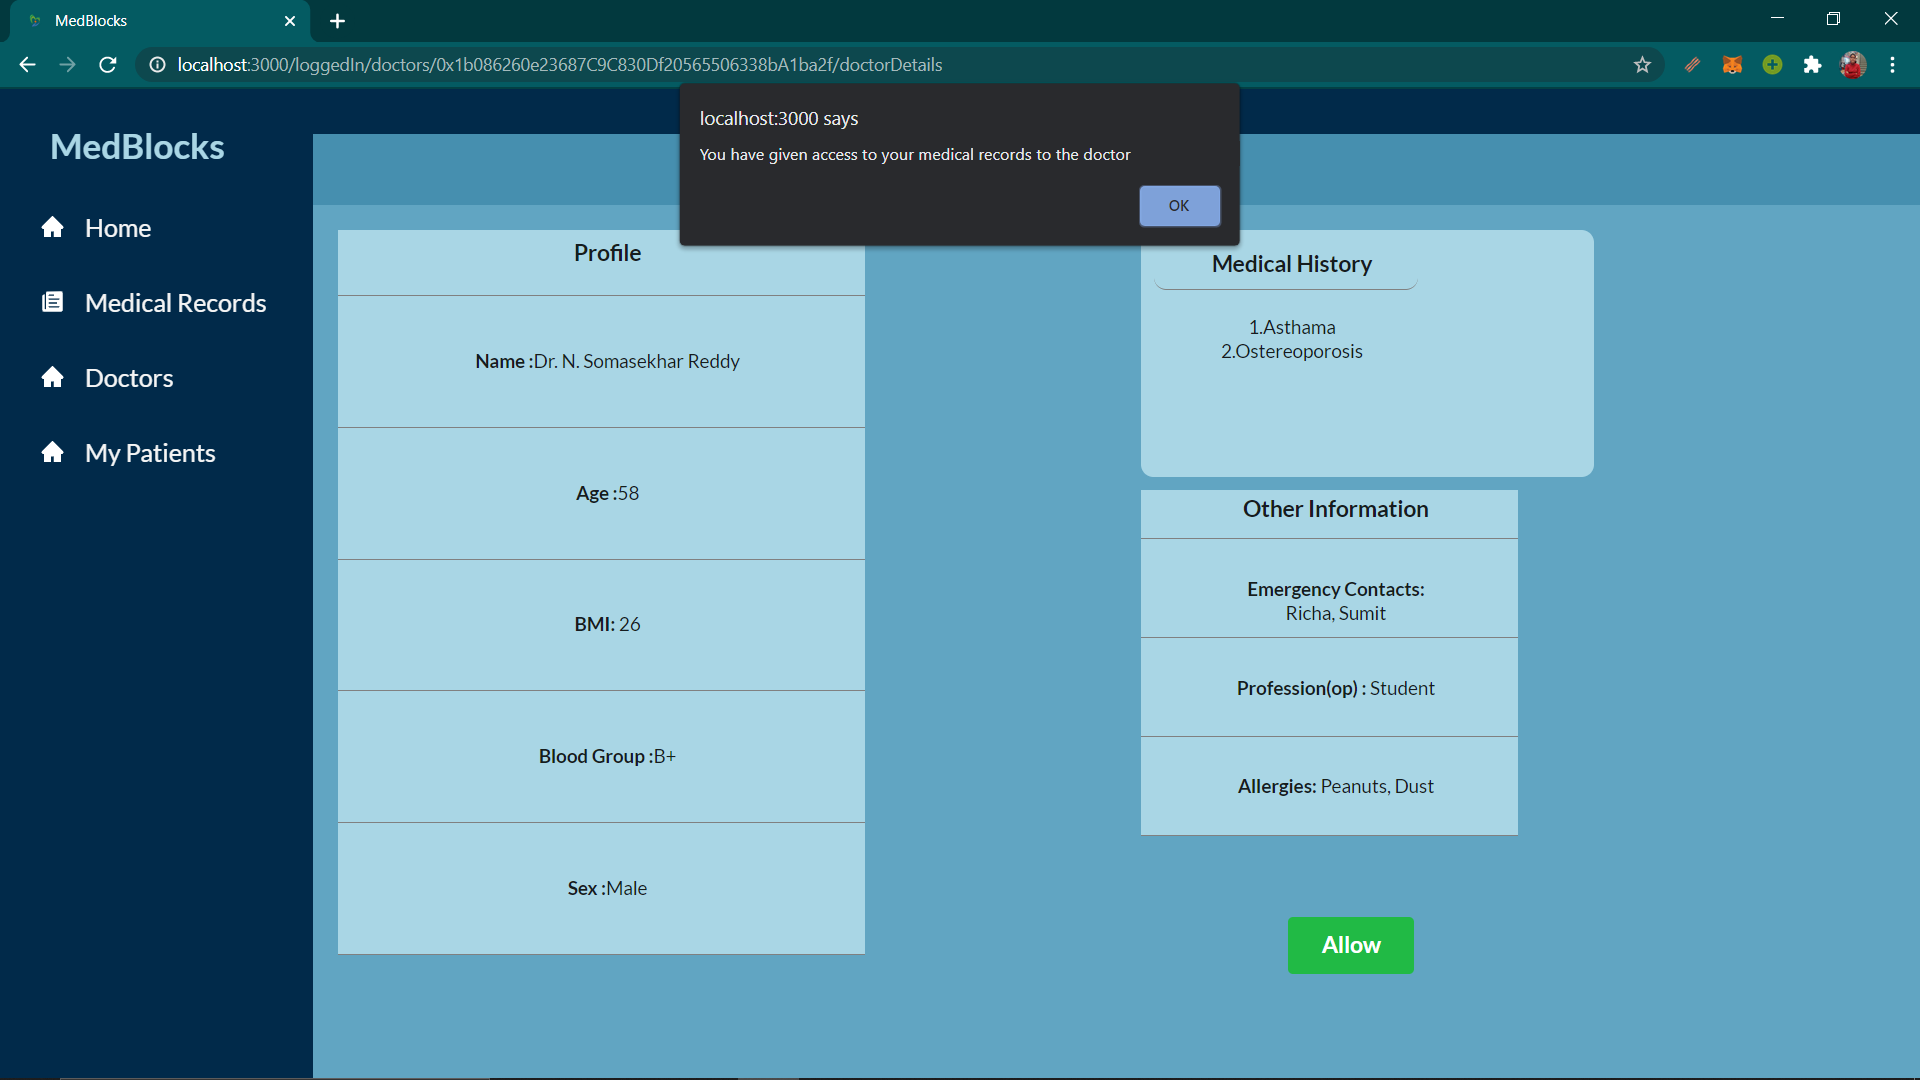 MedBlocks
localhost:3000/loggedIn/doctors/0x1b086260e23687C9C830Df20565506338bA1ba2f/doctorDetails
localhost:3000 says
You have given access to your medical records to the doctor
OK
MedBlocks
Home
Medical Records
Doctors
My Patients
Profile
Name :Dr. N. Somasekhar Reddy
Age :58
BMI: 26
Blood Group :B+
Sex :Male
Medical History
1.Asthama
2.Ostereoporosis
Other Information
Emergency Contacts:
Richa, Sumit
Profession(op) : Student
Allergies: Peanuts, Dust
Allow